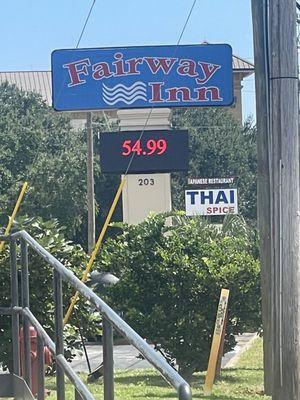 Fairway
Inn
54.99
203
JAPANESE RESTAURANT
THAI
SPICE